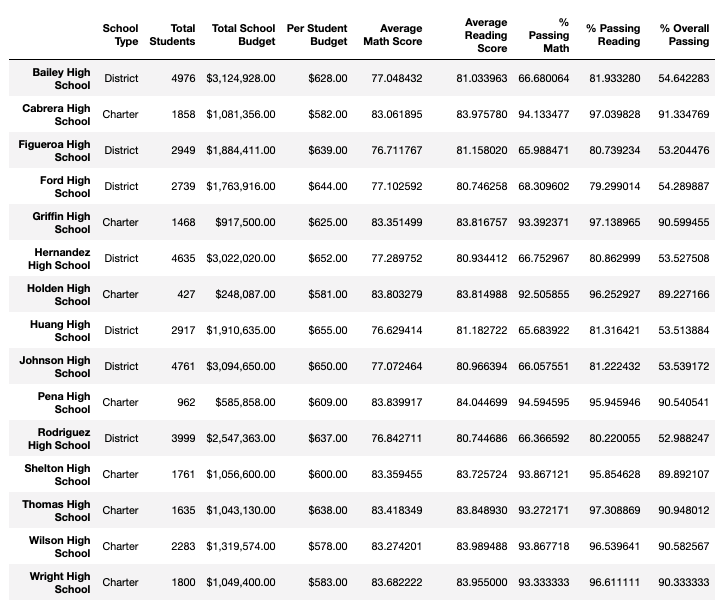 School Type Total Students Total School Budget Per Student Budget Average Math Score Average Reading Score % Passing Math % Passing Reading % Overall Passing
Bailey High School District 4976 $3,124,928.00 $628.00 77.048432 81.033963 66.680064 81.933280 54.642283
Cabrera High School Charter 1858 $1,081,356.00 $582.00 83.061895 83.975780 94.133477 97.039828 91.334769
Figueroa High School District 2949 $1,884,411.00 $639.00 76.711767 81.158020 65.988471 80.739234 53.204476
Ford High School District 2739 $1,763,916.00 $644.00 77.102592 80.746258 68.309602 79.299014 54.289887
Griffin High School Charter 1468 $917,500.00 $625.00 83.351499 83.816757 93.392371 97.138965 90.599455
Hernandez High School District 4635 $3,022,020.00 $652.00 77.289752 80.934412 66.752967 80.862999 53.527508
Holden High School Charter 427 $248,087.00 $581.00 83.803279 83.814988 92.505855 96.252927 89.227166
Huang High School District 2917 $1,910,635.00 $655.00 76.629414 81.182722 65.683922 81.316421 53.513884
Johnson High School District 4761 $3,094,650.00 $650.00 77.072464 80.966394 66.057551 81.222432 53.539172
Pena High School Charter 962 $585,858.00 $609.00 83.839917 84.044699 94.594595 95.945946 90.540541
Rodriguez High School District 3999 $2,547,363.00 $637.00 76.842711 80.744686 66.366592 80.220055 52.988247
Shelton High School Charter 1761 $1,056,600.00 $600.00 83.359455 83.725724 93.867121 95.854628 89.892107
Thomas High School Charter 1635 $1,043,130.00 $638.00 83.418349 83.848930 93.272171 97.308869 90.948012
Wilson High School Charter 2283 $1,319,574.00 $578.00 83.274201 83.989488 93.867718 96.539641 90.582567
Wright High School Charter 1800 $1,049,400.00 $583.00 83.682222 83.955000 93.333333 96.611111 90.333333